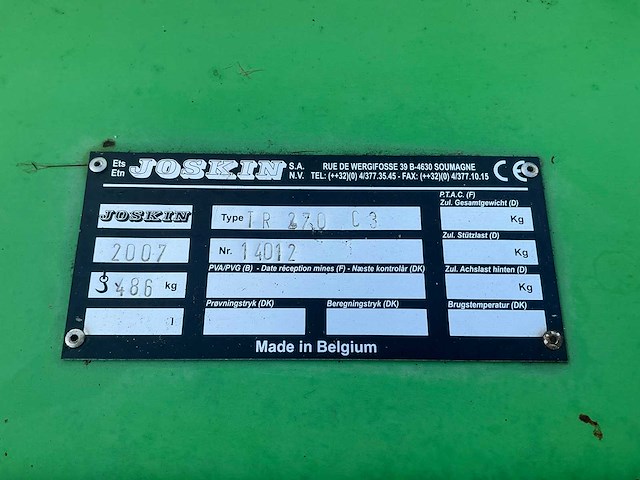 Ets Etn JOSKIN S.A. N.V.
RUE DE WERGIFOSSE 39 B-4630 SOUMAGNE
TEL: (++32)(0) 4/377.35.45 - FAX: (++32)(0) 4/377.10.15
CE
P.T.A.C. (F)
Zul. Gesamtgewicht (D)
JOSKIN
Type TR 270 C3
Kg
Zul. Stützlast (D)
2007
Nr. 14012
Kg
PVA/PVG (B) - Date réception mines (F) - Næste kontrolår (DK)
Zul. Achslast hinten (D)
486 kg
Kg
Prøvningstryk (DK)
Beregningstryk (DK)
Brugstemperatur (DK)
l
Made in Belgium